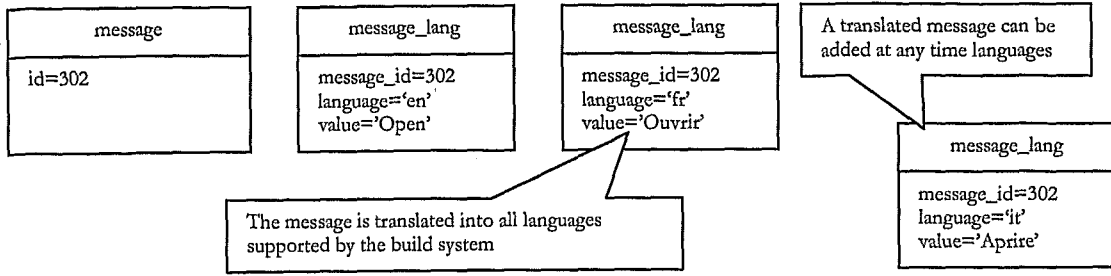 message
id=302
message_lang
message_id=302
language='en'
value='Open'
message_lang
message_id=302
language='fr'
value='Ouvrir'
A translated message can be
added at any time languages
The message is translated into all languages
supported by the build system
message_lang
message_id=302
language='it'
value='Aprire'